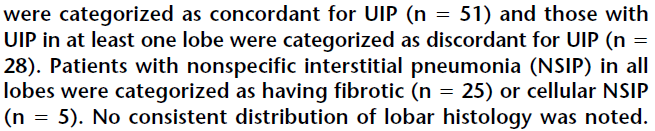 were categorized as concordant for UIP (n = 51) and those with
UIP in at least one lobe were categorized as discordant for UIP (n =
28). Patients with nonspecific interstitial pneumonia (NSIP) in all
lobes were categorized as having fibrotic (n = 25) or cellular NSIP
(n = 5). No consistent distribution of lobar histology was noted.